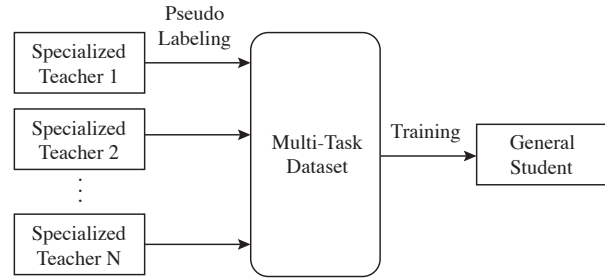 Pseudo
Labeling
Specialized
Teacher 1
Specialized
Teacher 2
Specialized
Teacher N
Multi-Task
Dataset
Training
General
Student